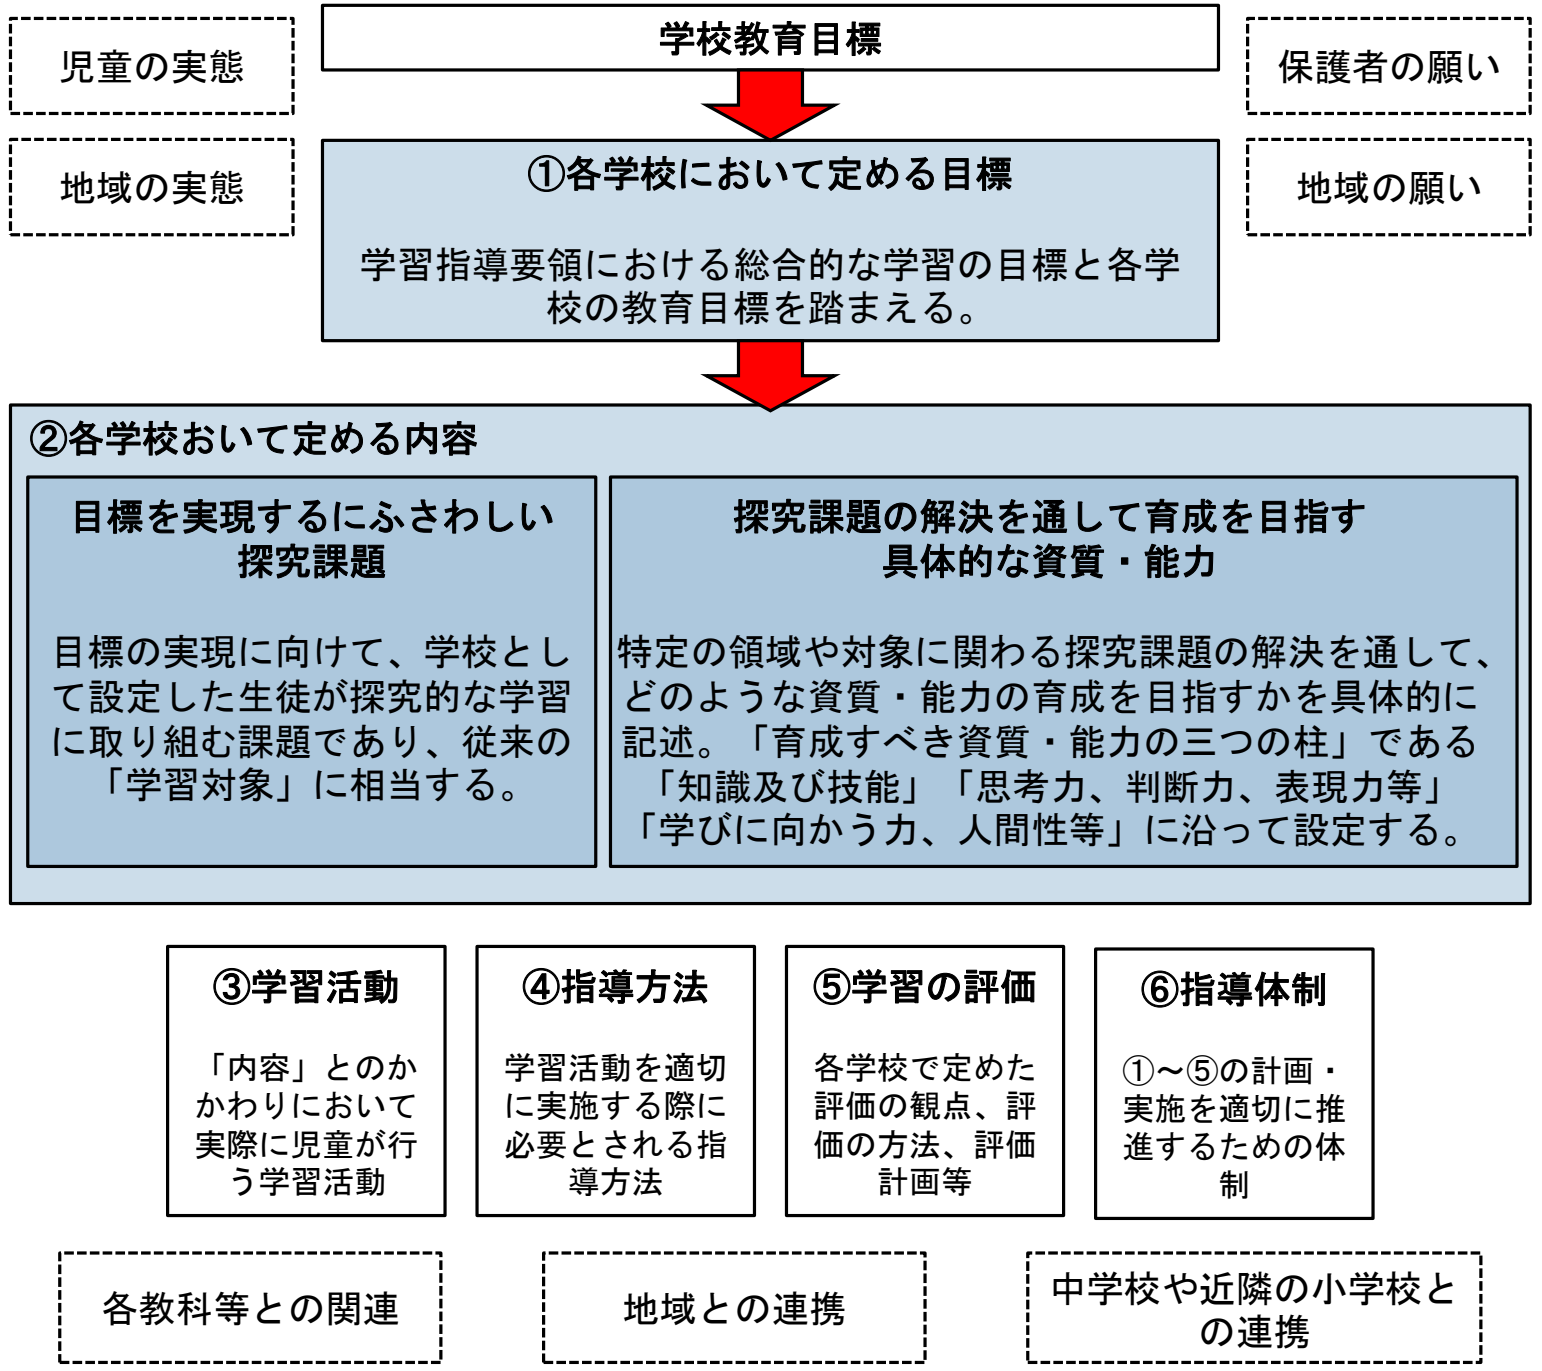 児童の実態
学校教育目標
保護者の願い
地域の実態
地域の願い
①各学校において定める目標
学習指導要領における総合的な学習の目標と各学
校の教育目標を踏まえる。
②各学校おいて定める内容
目標を実現するにふさわしい
探究課題
目標の実現に向けて、学校とし
て設定した生徒が探究的な学習
に取り組む課題であり、従来の
「学習対象」に相当する。
探究課題の解決を通して育成を目指す
具体的な資質・能力
特定の領域や対象に関わる探究課題の解決を通して、
どのような資質・能力の育成を目指すかを具体的に
記述。「育成すべき資質・能力の三つの柱」である
「知識及び技能」「思考力、判断力、表現力等」
「学びに向かう力、人間性等」に沿って設定する。
③学習活動
「内容」とのか
かわりにおいて
実際に児童が行
う学習活動
④指導方法
学習活動を適切
に実施する際に
必要とされる指
導方法
⑤学習の評価
各学校で定めた
評価の観点、評
価の方法、評価
計画等
⑥指導体制
①～⑤の計画・
実施を適切に推
進するための体
制
各教科等との関連
地域との連携
中学校や近隣の小学校と
の連携